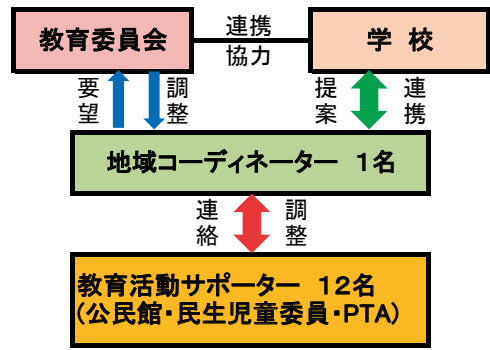 教育委員会
連携
協力
学 校
要望
調整
提案
連携
地域コーディネーター 1名
連絡
調整
教育活動サポーター 12名
(公民館・民生児童委員・PTA)